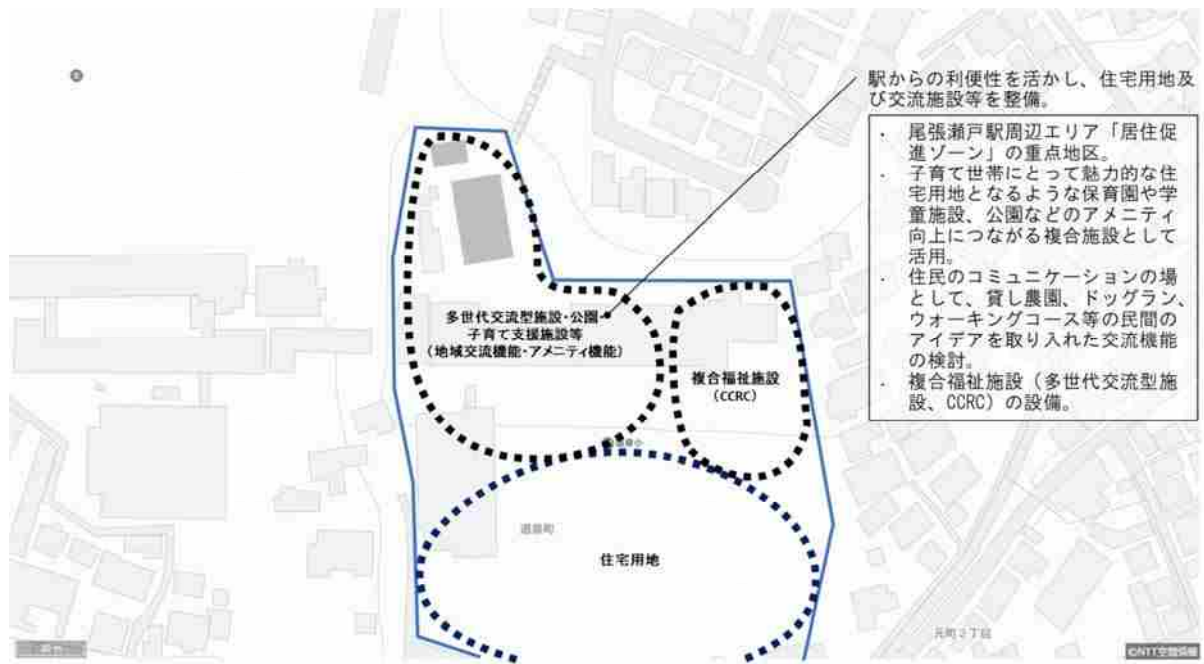 駅からの利便性を活かし、住宅用地及
び交流施設等を整備。
・ 尾張瀬戸駅周辺エリア「居住促
進ゾーン」の重点地区。
・ 子育て世帯にとって魅力的な住
宅用地となるような保育園や学
童施設、公園などのアメニティ
向上につながる複合施設として
活用。
・ 住民のコミュニケーションの場
として、貸し農園、ドッグラン、
ウォーキングコース等の民間の
アイデアを取り入れた交流機能
の検討。
・ 複合福祉施設（多世代交流型施
設、CCRC）の設備。
多世代交流型施設・公園
子育て支援施設等
（地域交流機能・アメニティ機能）
複合福祉施設
（CCRC）
住宅用地
元町2丁目
©NTT空間情報